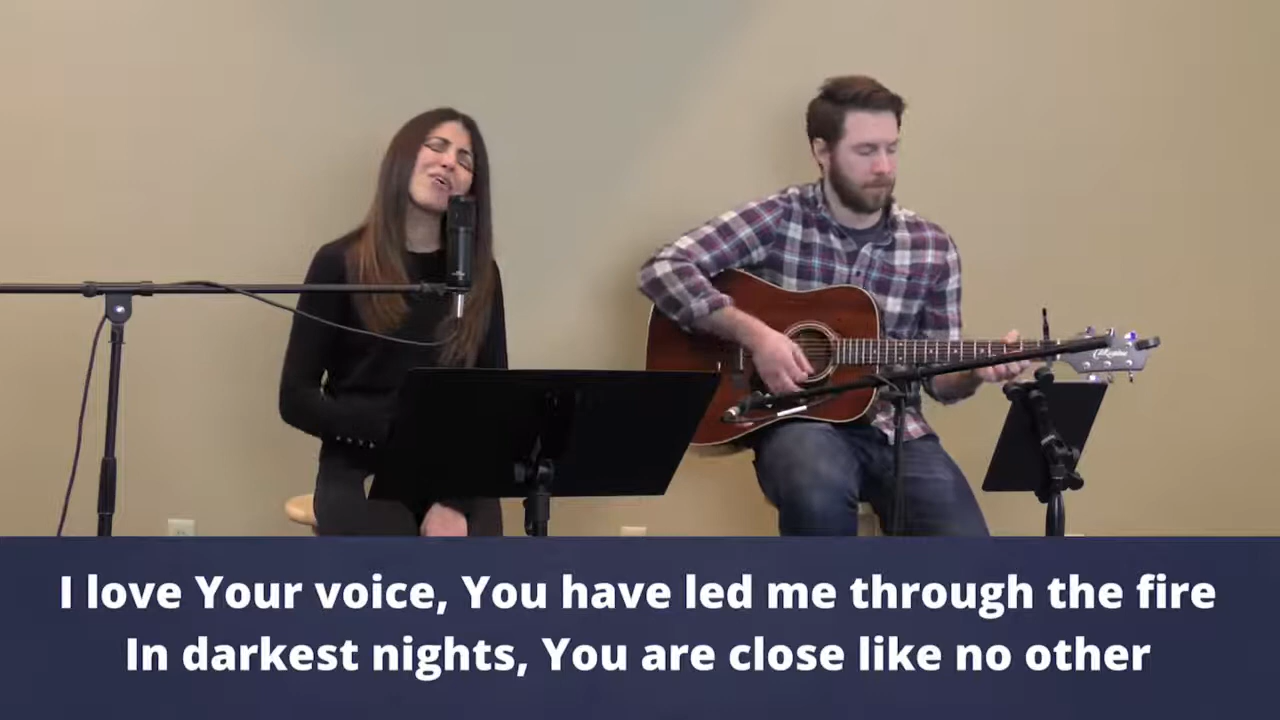 I love Your voice, You have led me through the fire
In darkest nights, You are close like no other